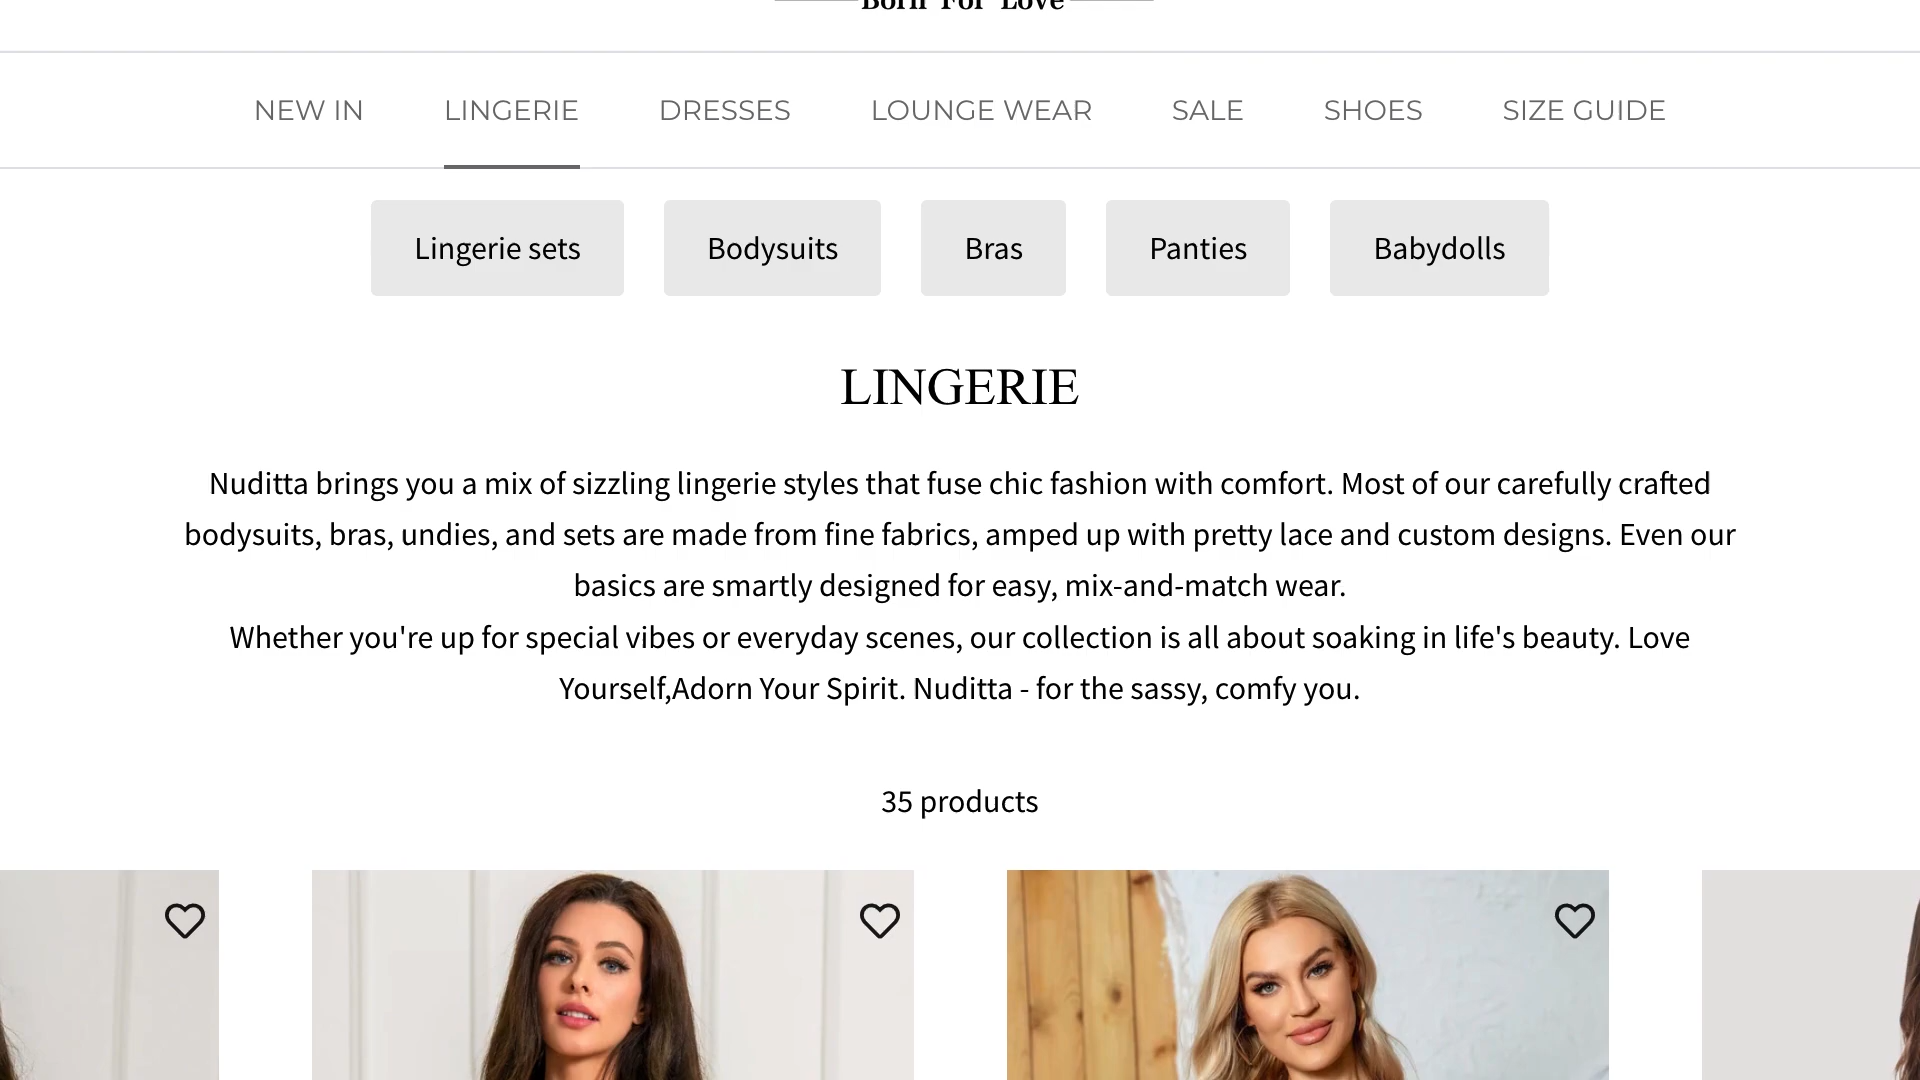 Born For Love
NEW IN
LINGERIE
DRESSES
LOUNGE WEAR
SALE
SHOES
SIZE GUIDE
Lingerie sets
Bodysuits
Bras
Panties
Babydolls
LINGERIE
Nuditta brings you a mix of sizzling lingerie styles that fuse chic fashion with comfort. Most of our carefully crafted
bodysuits, bras, undies, and sets are made from fine fabrics, amped up with pretty lace and custom designs. Even our
basics are smartly designed for easy, mix-and-match wear.
Whether you're up for special vibes or everyday scenes, our collection is all about soaking in life's beauty. Love
Yourself,Adorn Your Spirit. Nuditta - for the sassy, comfy you.
35 products